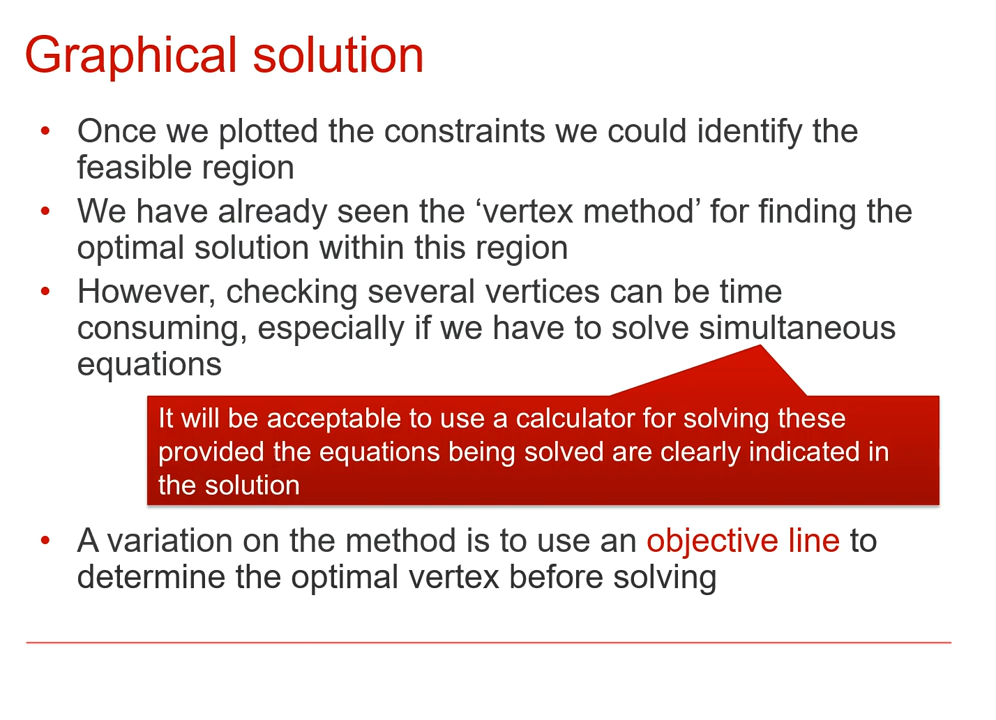 Graphical solution
• Once we plotted the constraints we could identify the
feasible region
• We have already seen the ‘vertex method’ for finding the
optimal solution within this region
• However, checking several vertices can be time
consuming, especially if we have to solve simultaneous
equations
It will be acceptable to use a calculator for solving these
provided the equations being solved are clearly indicated in
the solution
• A variation on the method is to use an objective line to
determine the optimal vertex before solving